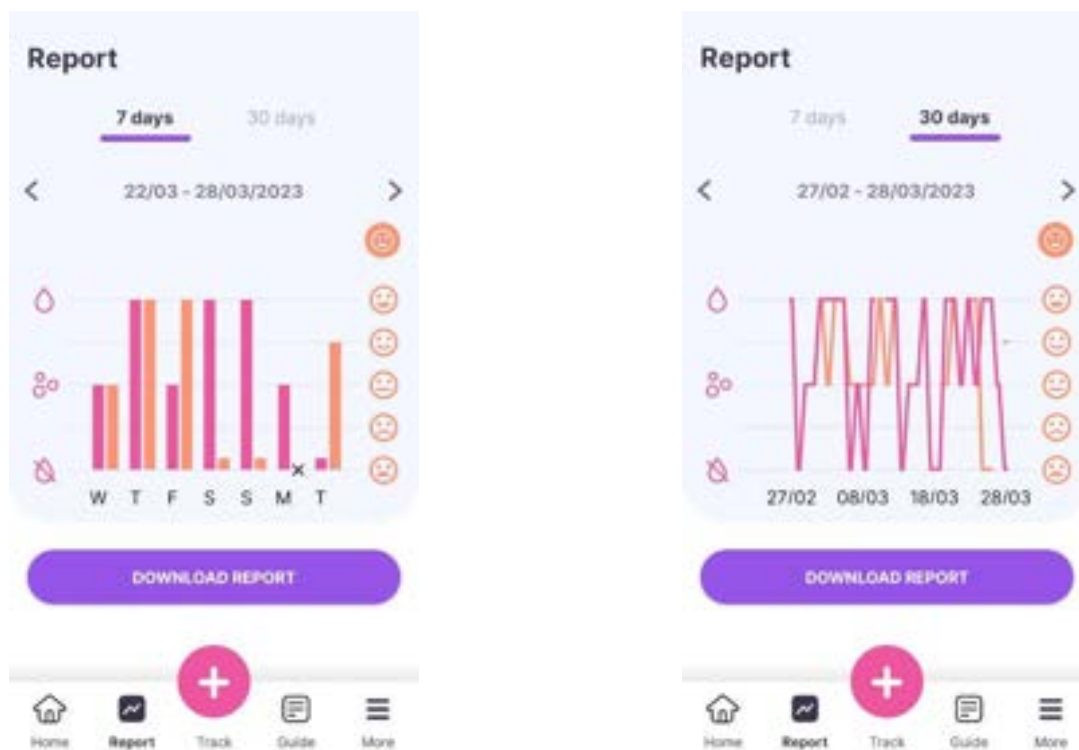 Report
7 days 30 days
22/03 - 28/03/2023
W T F S S M T
DOWNLOAD REPORT
Home Report Track Guide More
Report
7 days 30 days
27/02 - 28/03/2023
27/02 08/03 18/03 28/03
DOWNLOAD REPORT
Home Report Track Guide More